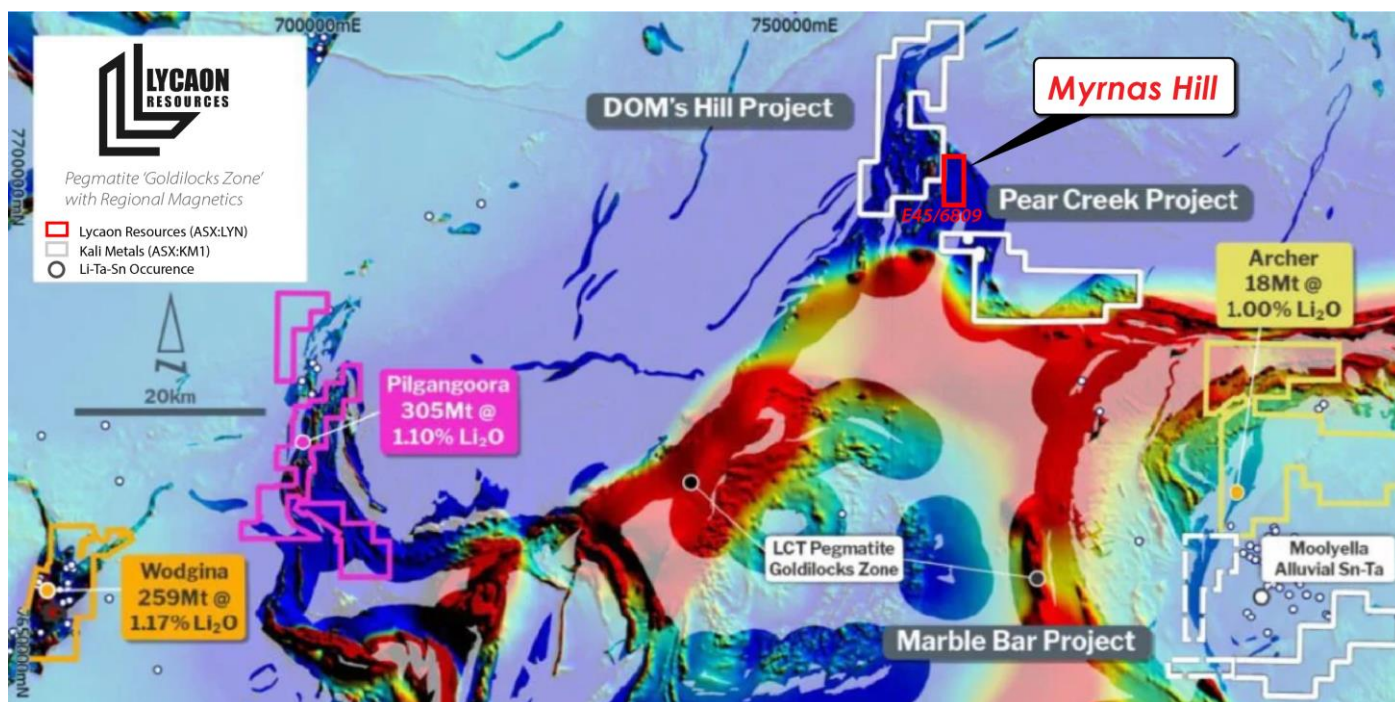 700000mE
750000mE
LYCAON
RESOURCES
Pegmatite 'Goldilocks Zone'
with Regional Magnetics
Lycaon Resources (ASX:LYN)
Kali Metals (ASX:KM1)
Li-Ta-Sn Occurence
7700000mN
N
20km
DOM's Hill Project
Myrnas Hill
E45/6809
Pear Creek Project
Archer
18Mt @
1.00% Li₂O
Pilgangoora
305Mt @
1.10% Li₂O
LCT Pegmatite
Goldilocks Zone
Moolyella
Alluvial Sn-Ta
Wodgina
259Mt @
1.17% Li₂O
Marble Bar Project
7650000mN